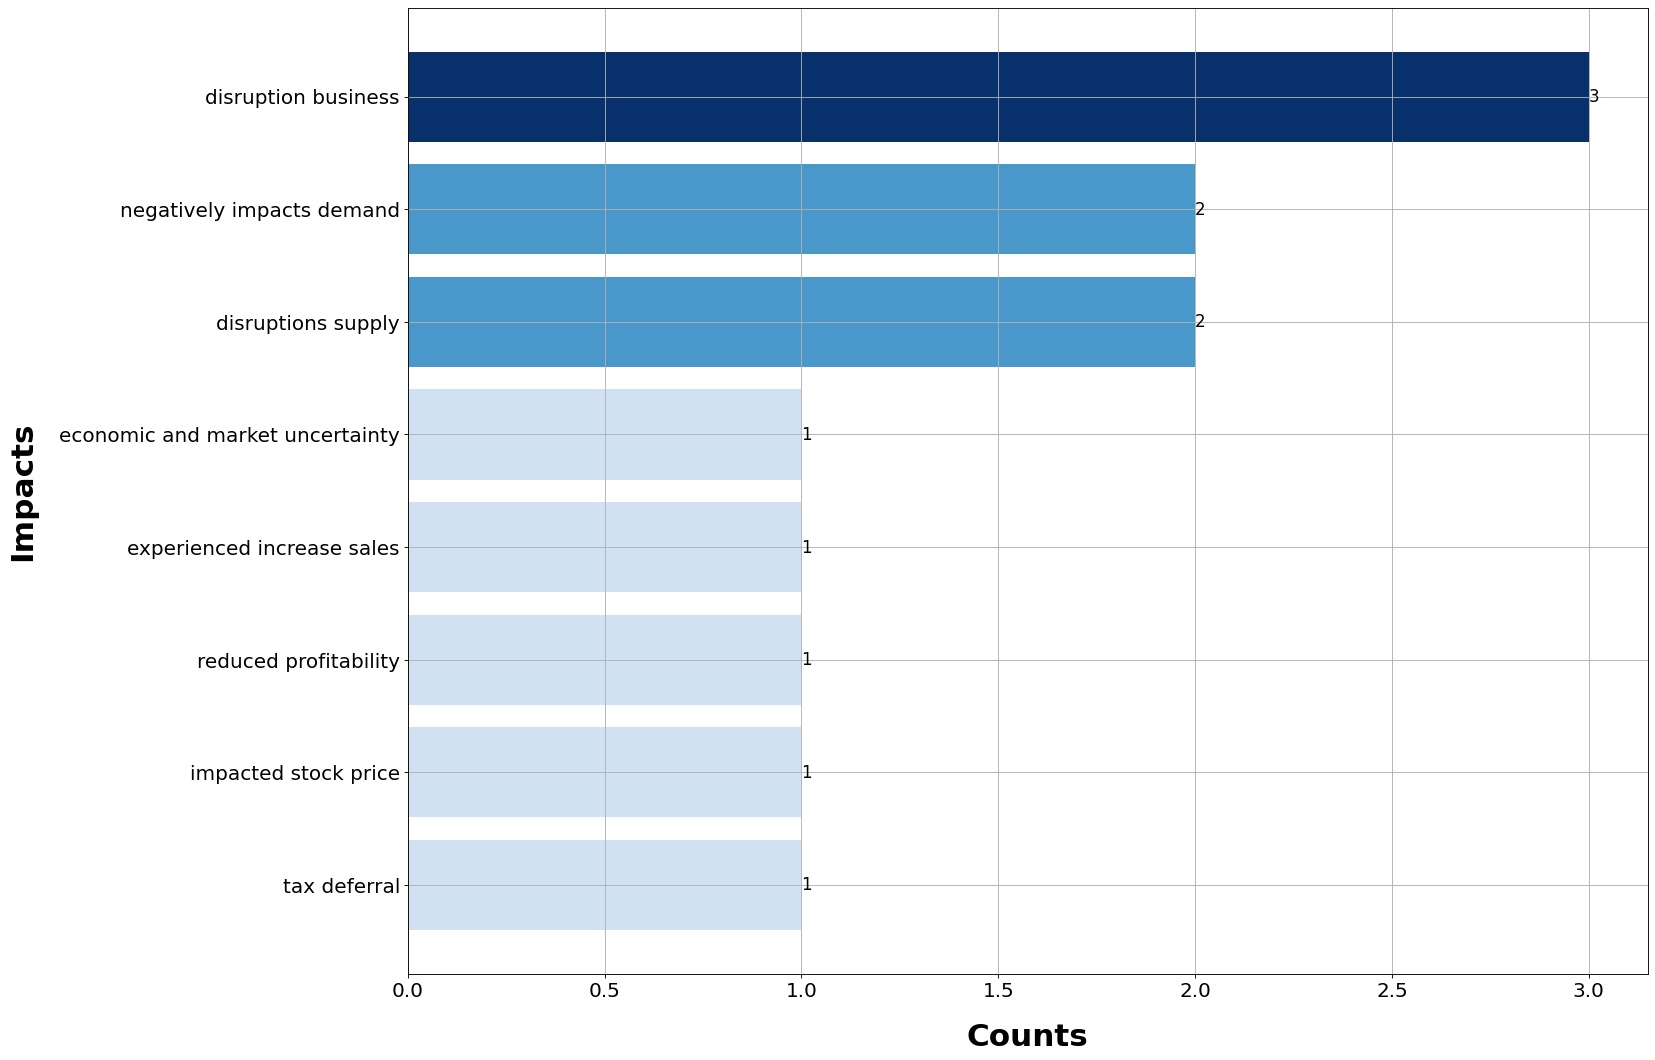 disruption business
3
negatively impacts demand
2
disruptions supply
2
economic and market uncertainty
1
experienced increase sales
1
reduced profitability
1
impacted stock price
1
tax deferral
1
Impacts
0.0 0.5 1.0 1.5 2.0 2.5 3.0
Counts